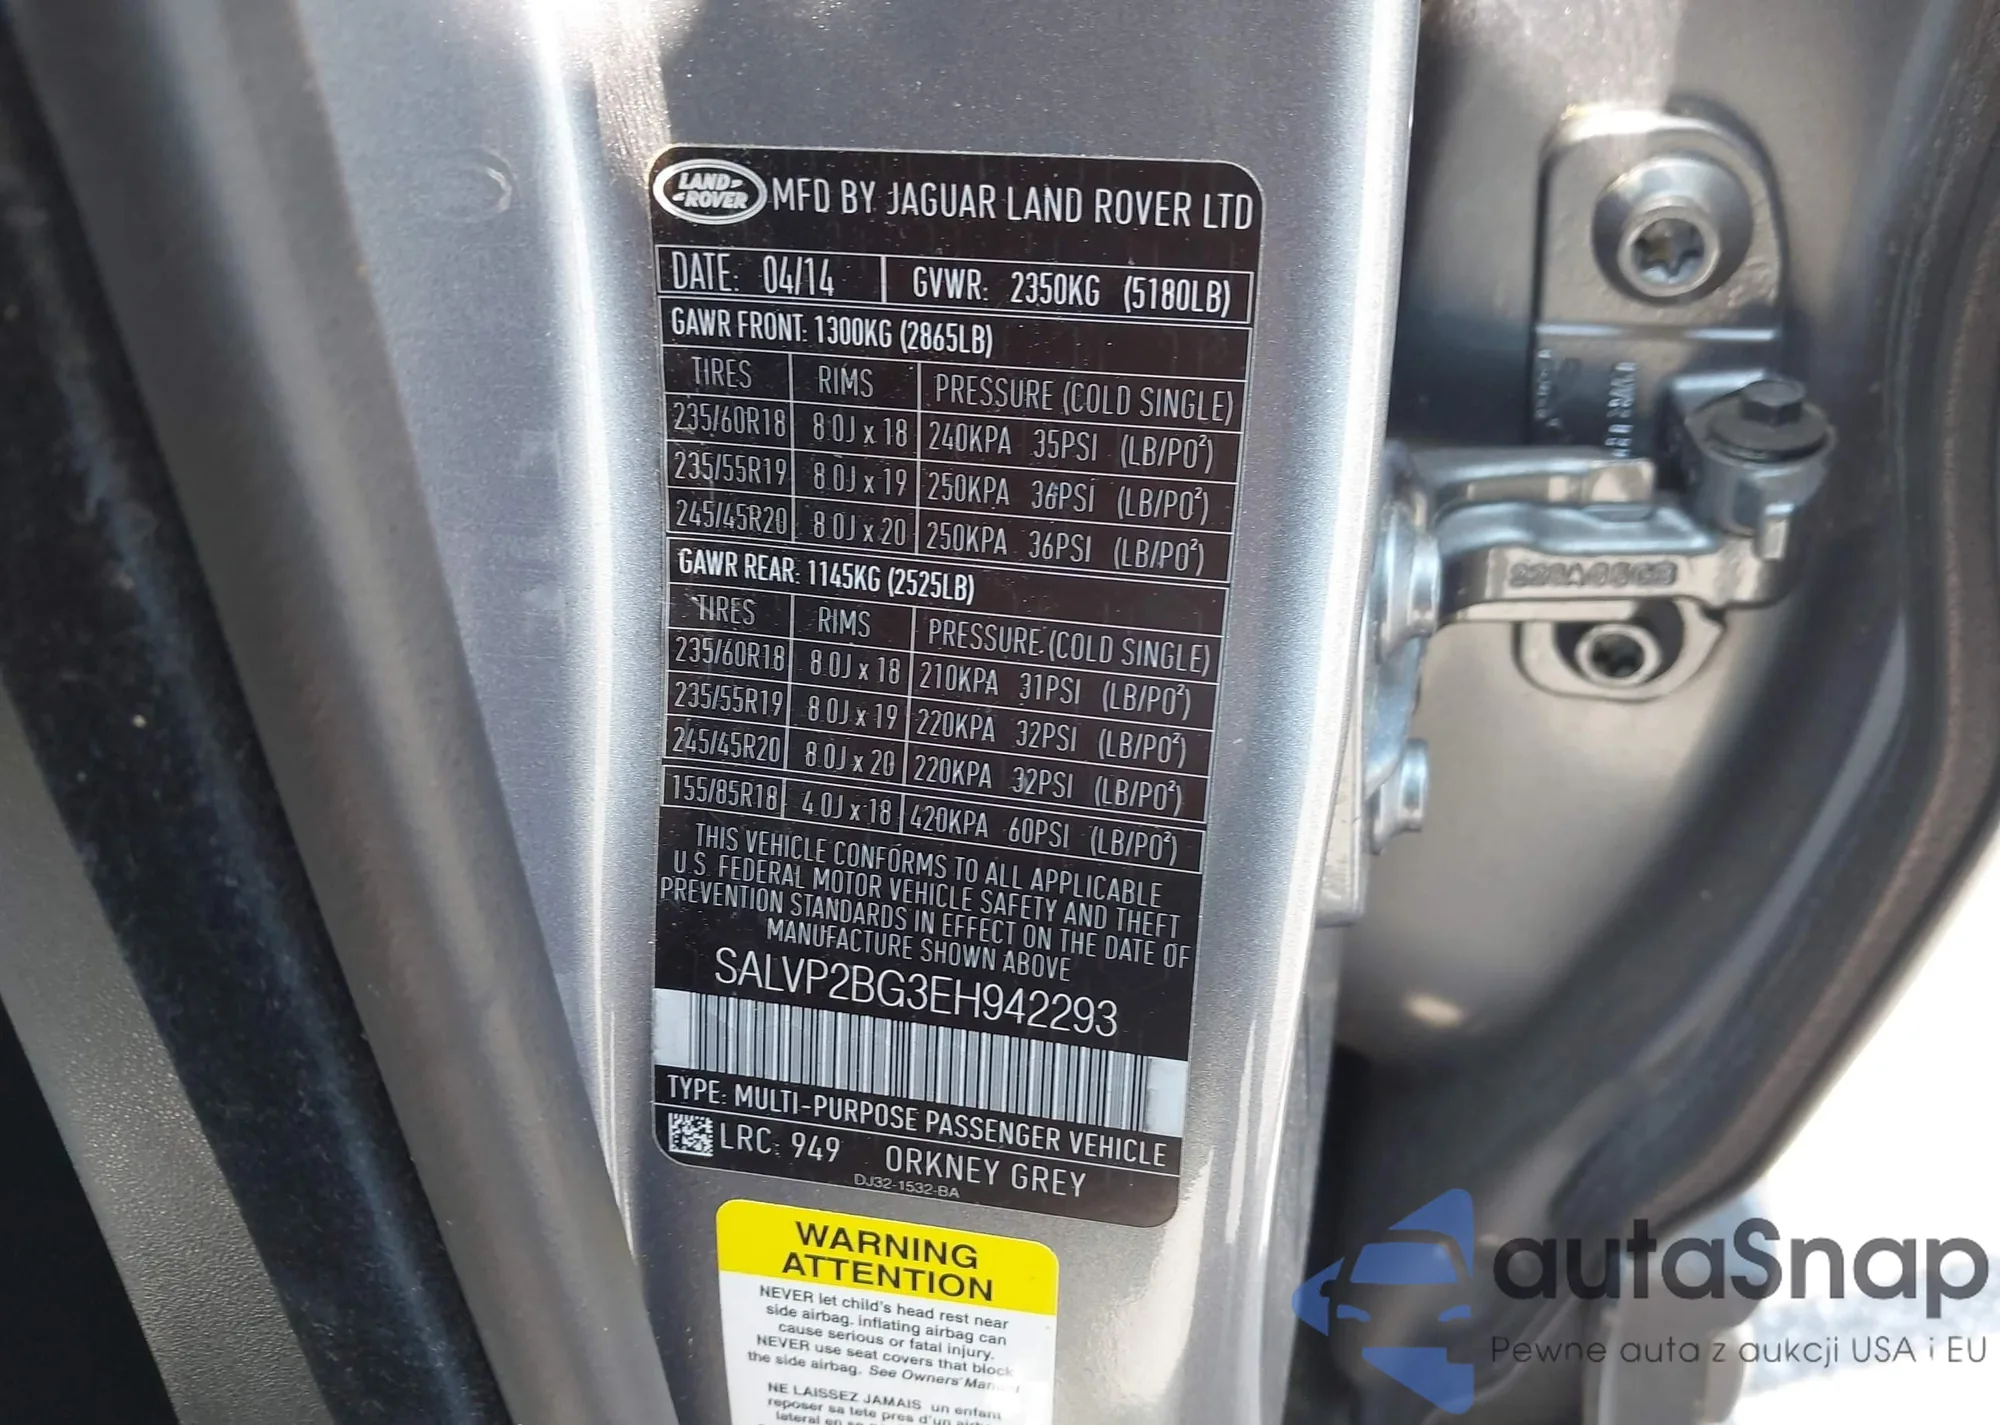 LAND ROVER MFD BY JAGUAR LAND ROVER LTD
DATE: 04/14 GVWR: 2350KG (5180LB)
GAWR FRONT: 1300KG (2865LB)
TIRES RIMS PRESSURE (COLD SINGLE)
235/60R18 8.0J x 18 240KPA 35PSI (LB/PO²)
235/55R19 8.0J x 19 250KPA 36PSI (LB/PO²)
245/45R20 8.0J x 20 250KPA 36PSI (LB/PO²)
GAWR REAR: 1145KG (2525LB)
TIRES RIMS PRESSURE (COLD SINGLE)
235/60R18 8.0J x 18 210KPA 31PSI (LB/PO²)
235/55R19 8.0J x 19 220KPA 32PSI (LB/PO²)
245/45R20 8.0J x 20 220KPA 32PSI (LB/PO²)
155/85R18 4.0J x 18 420KPA 60PSI (LB/PO²)
THIS VEHICLE CONFORMS TO ALL APPLICABLE
U.S. FEDERAL MOTOR VEHICLE SAFETY AND THEFT
PREVENTION STANDARDS IN EFFECT ON THE DATE OF
MANUFACTURE SHOWN ABOVE
SALVP2BG3EH942293
TYPE: MULTI-PURPOSE PASSENGER VEHICLE
LRC: 949 ORKNEY GREY
DJ32-1532-BA
WARNING
ATTENTION
NEVER let child's head rest near
side airbag, inflating airbag can
cause serious or fatal injury.
NEVER use seat covers that block
the side airbag. See Owners'
NE LAISSEZ JAMAIS un enfant
reposer sa tete pres d'un
lateral en
autaSnap
Pewne auta z aukcji USA i EU